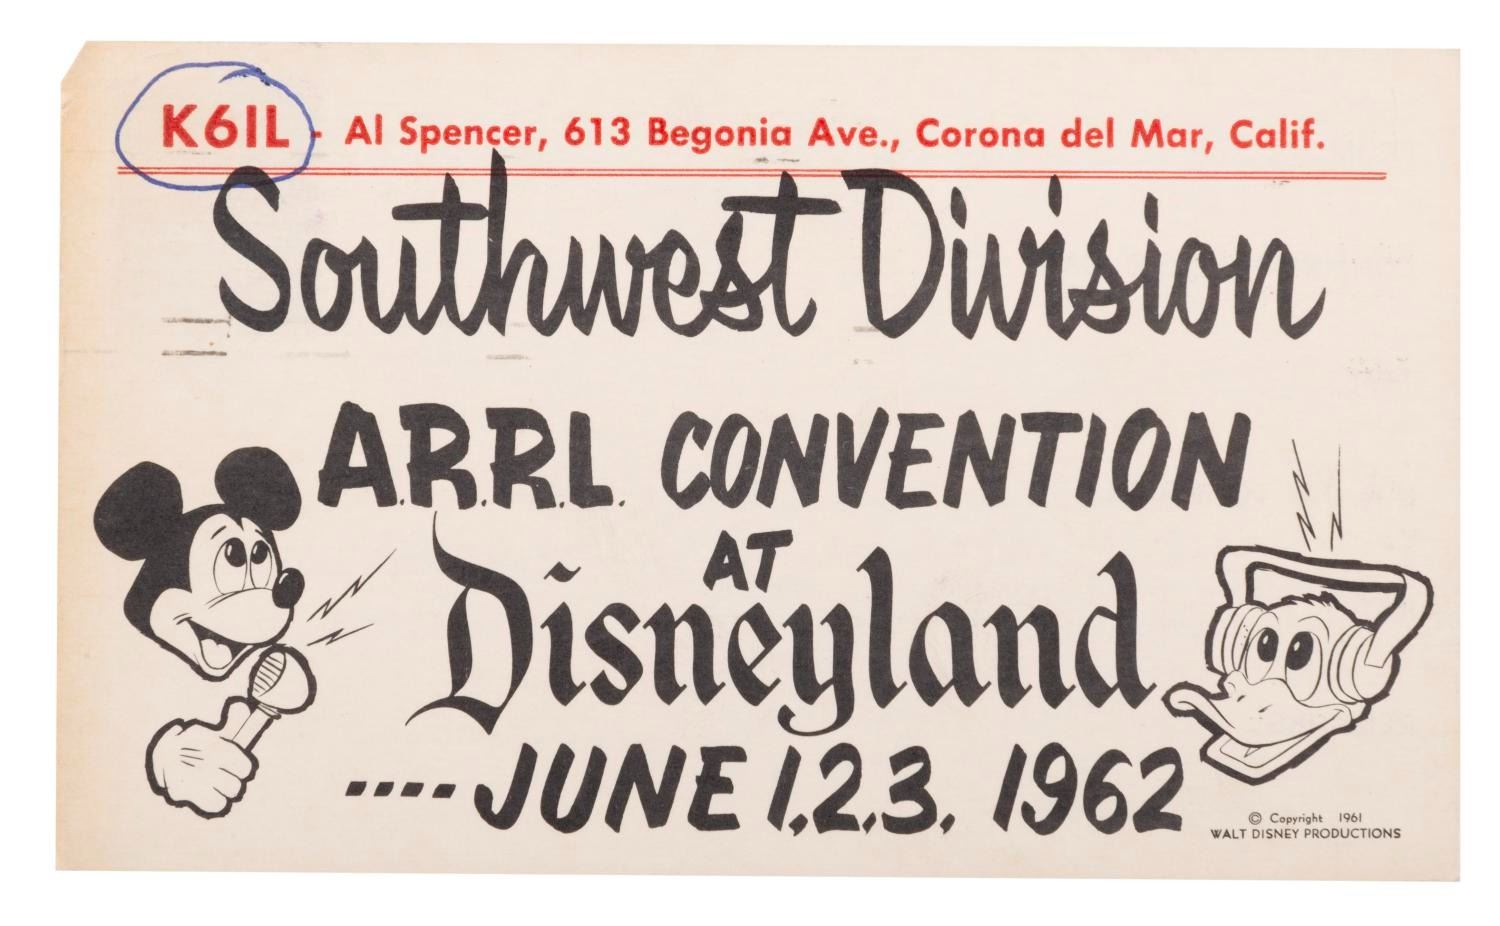 K6IL - Al Spencer, 613 Begonia Ave., Corona del Mar, Calif.
Southwest Division
A.R.R.L. CONVENTION
AT
Disneyland
....JUNE 1,2,3, 1962
© Copyright 1961
WALT DISNEY PRODUCTIONS